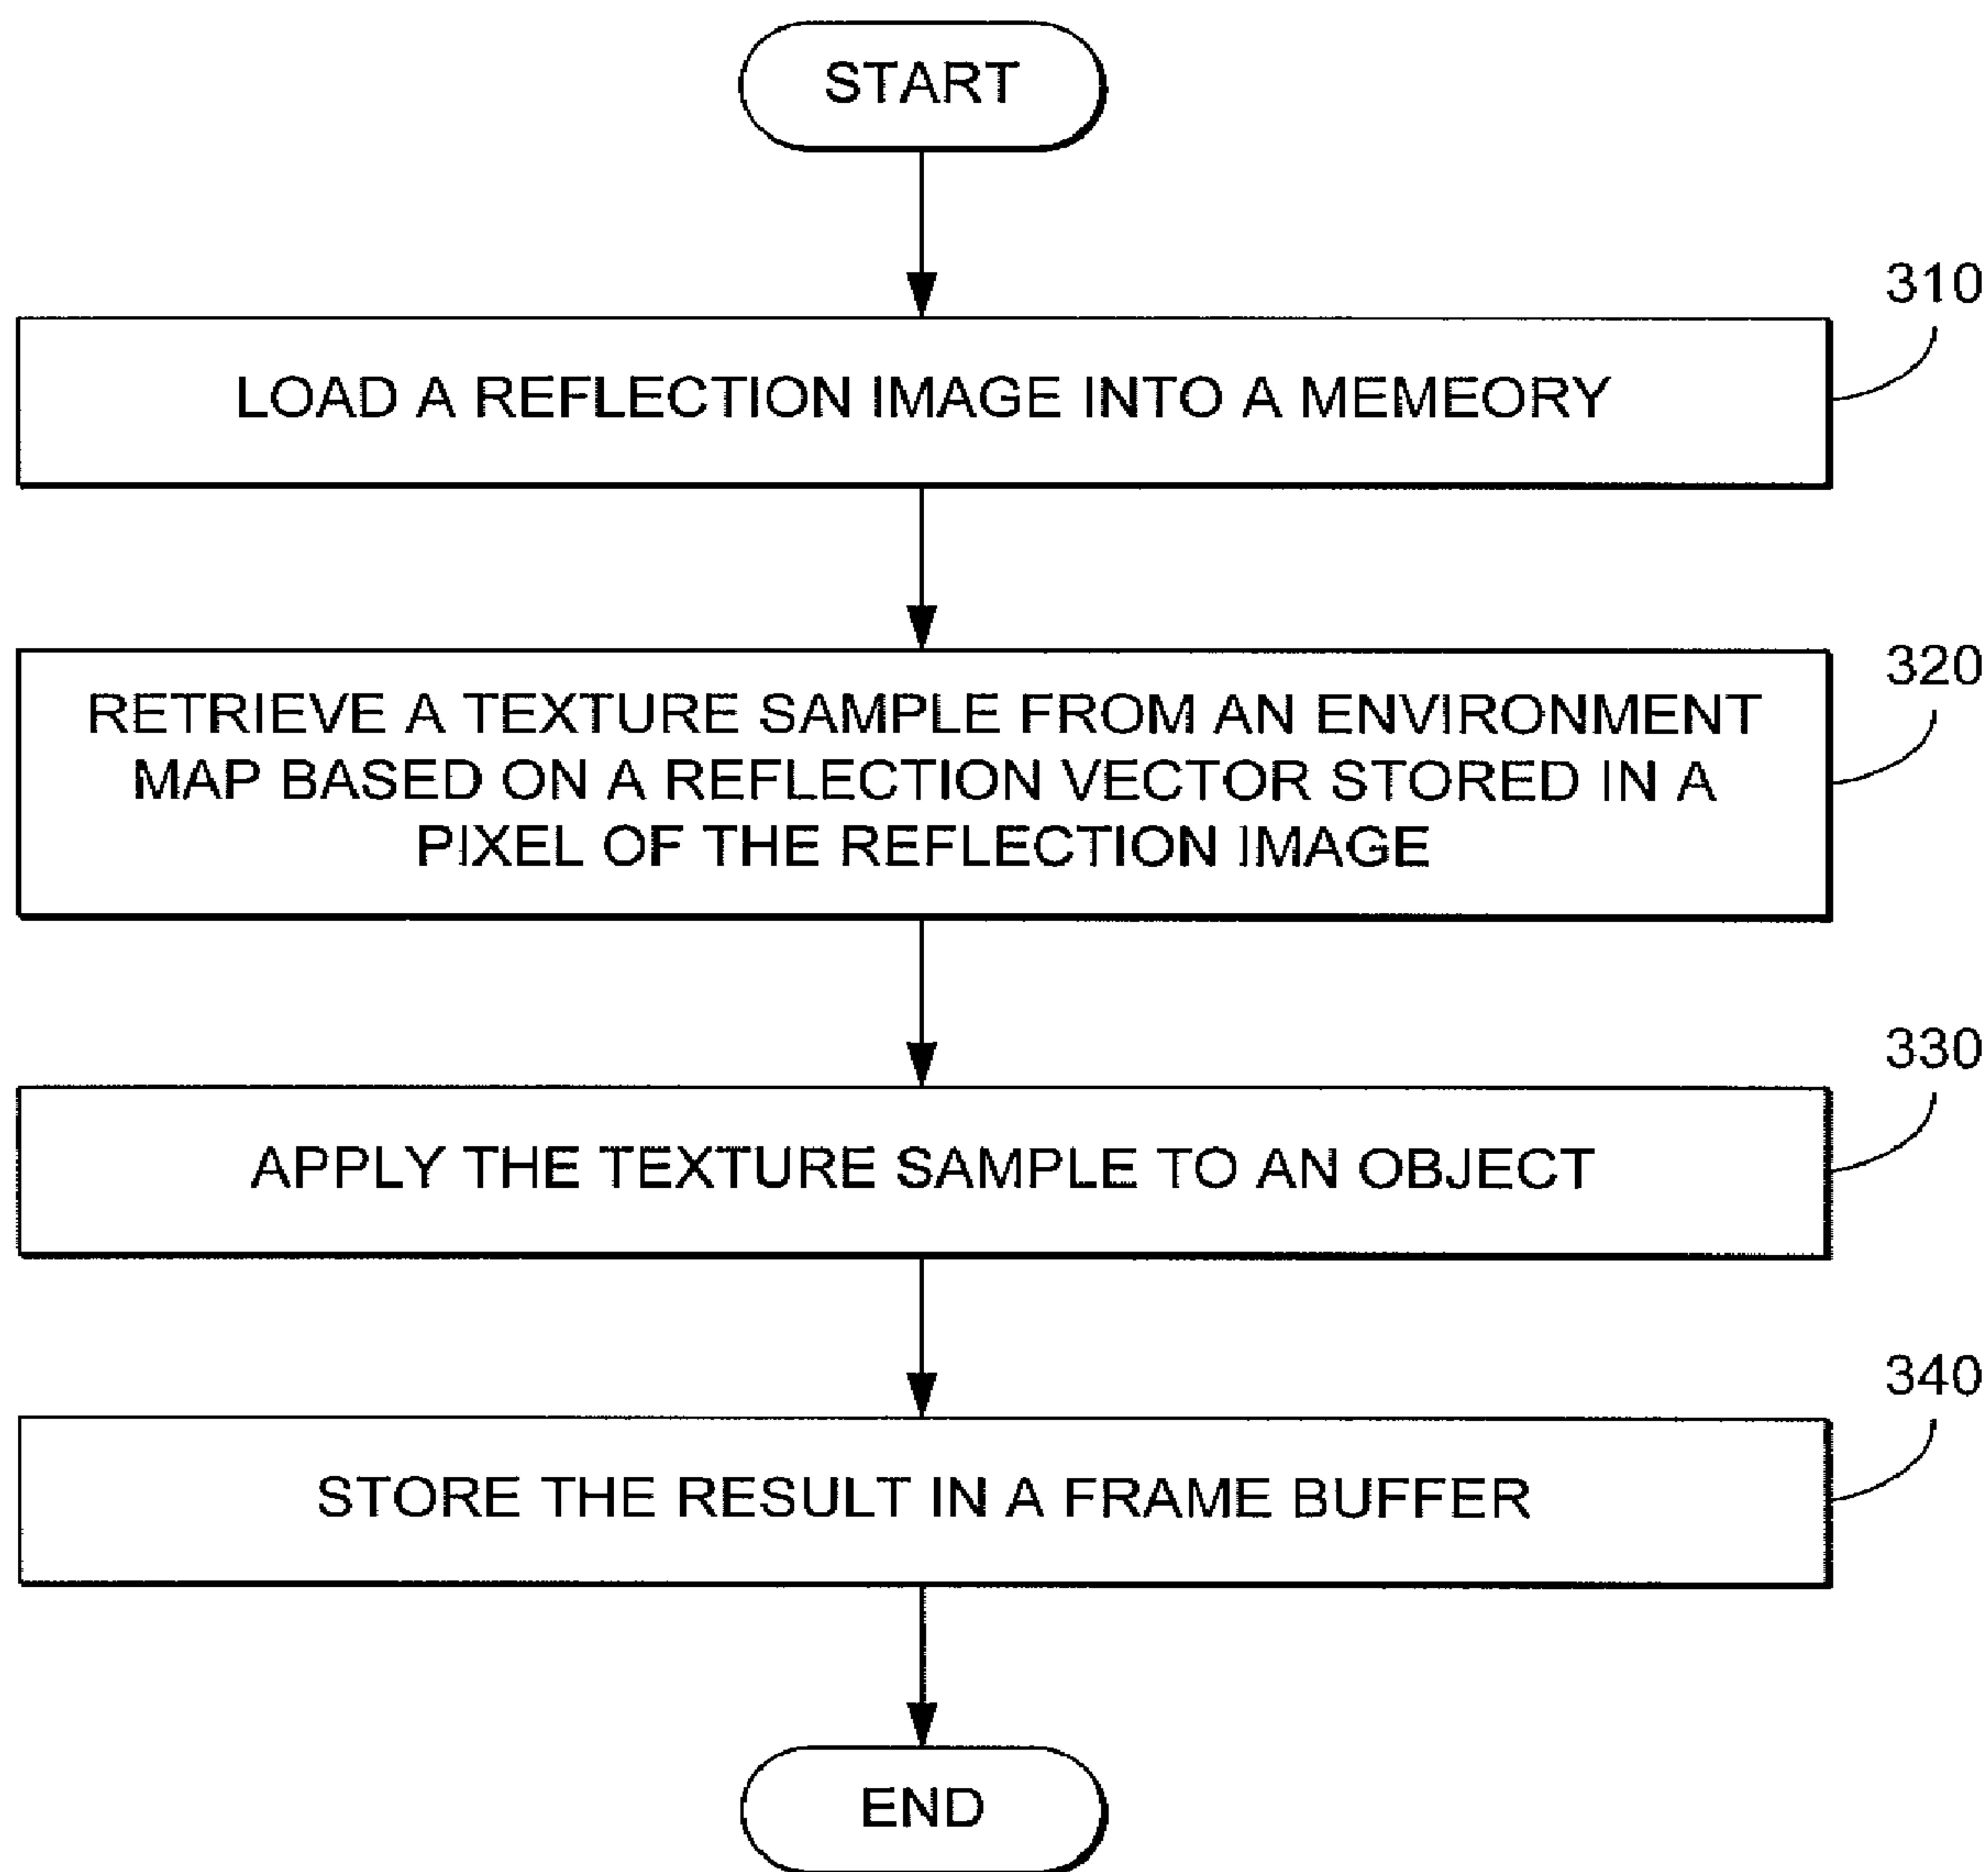 START
310
LOAD A REFLECTION IMAGE INTO A MEMEORY
320
RETRIEVE A TEXTURE SAMPLE FROM AN ENVIRONMENT
MAP BASED ON A REFLECTION VECTOR STORED IN A
PIXEL OF THE REFLECTION IMAGE
330
APPLY THE TEXTURE SAMPLE TO AN OBJECT
340
STORE THE RESULT IN A FRAME BUFFER
END